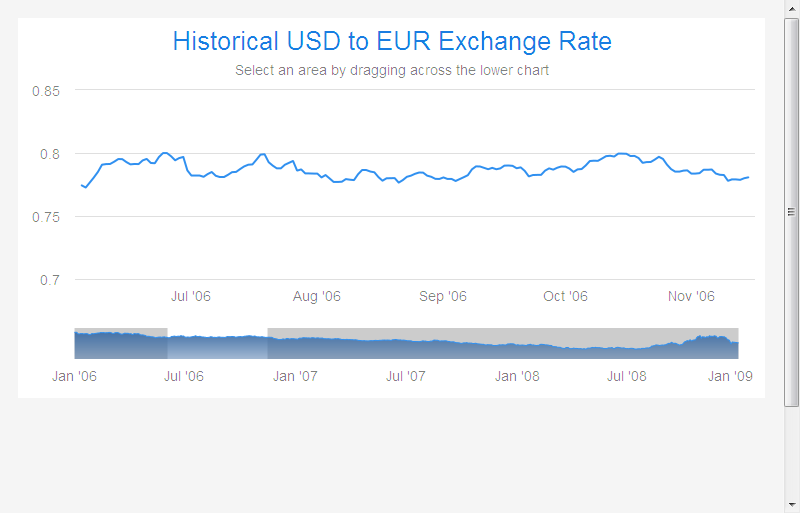 Historical USD to EUR Exchange Rate
Select an area by dragging across the lower chart
0.85
0.8
0.75
0.7
Jul '06 Aug '06 Sep '06 Oct '06 Nov '06
Jan '06 Jul '06 Jan '07 Jul '07 Jan '08 Jul '08 Jan '09